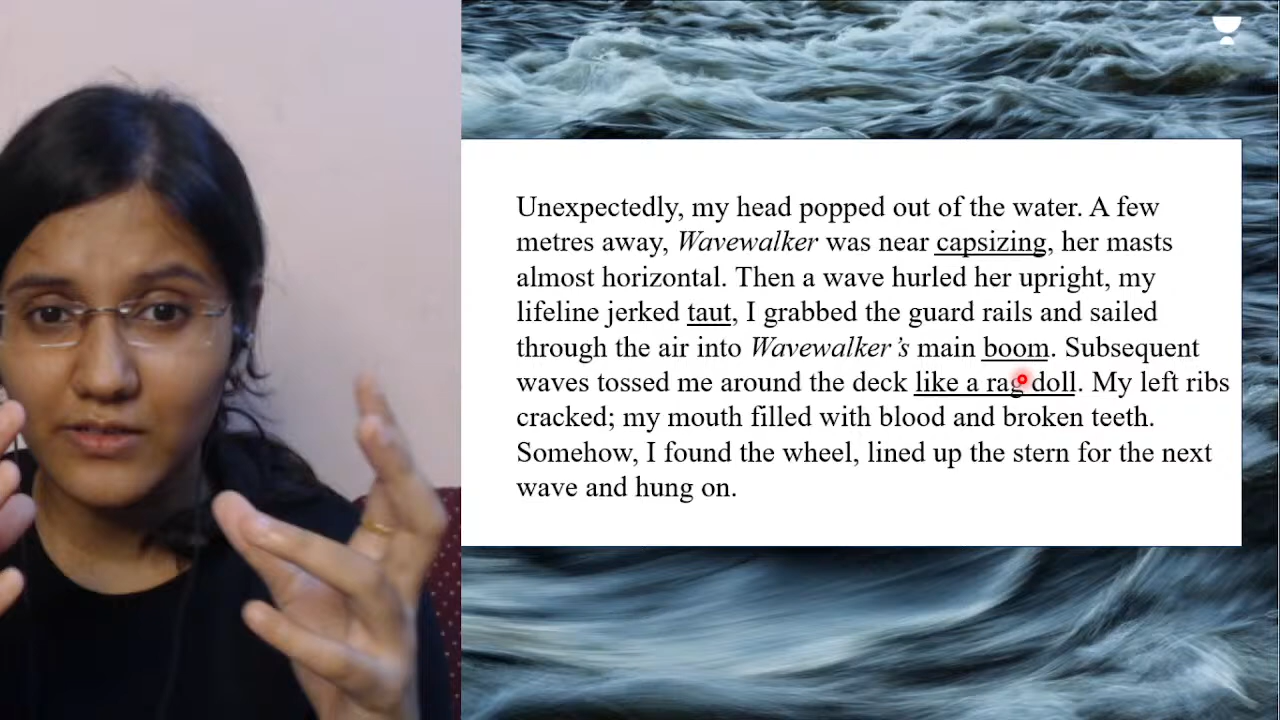 Unexpectedly, my head popped out of the water. A few
metres away, Wavewalker was near capsizing, her masts
almost horizontal. Then a wave hurled her upright, my
lifeline jerked taut, I grabbed the guard rails and sailed
through the air into Wavewalker’s main boom. Subsequent
waves tossed me around the deck like a rag doll. My left ribs
cracked; my mouth filled with blood and broken teeth.
Somehow, I found the wheel, lined up the stern for the next
wave and hung on.